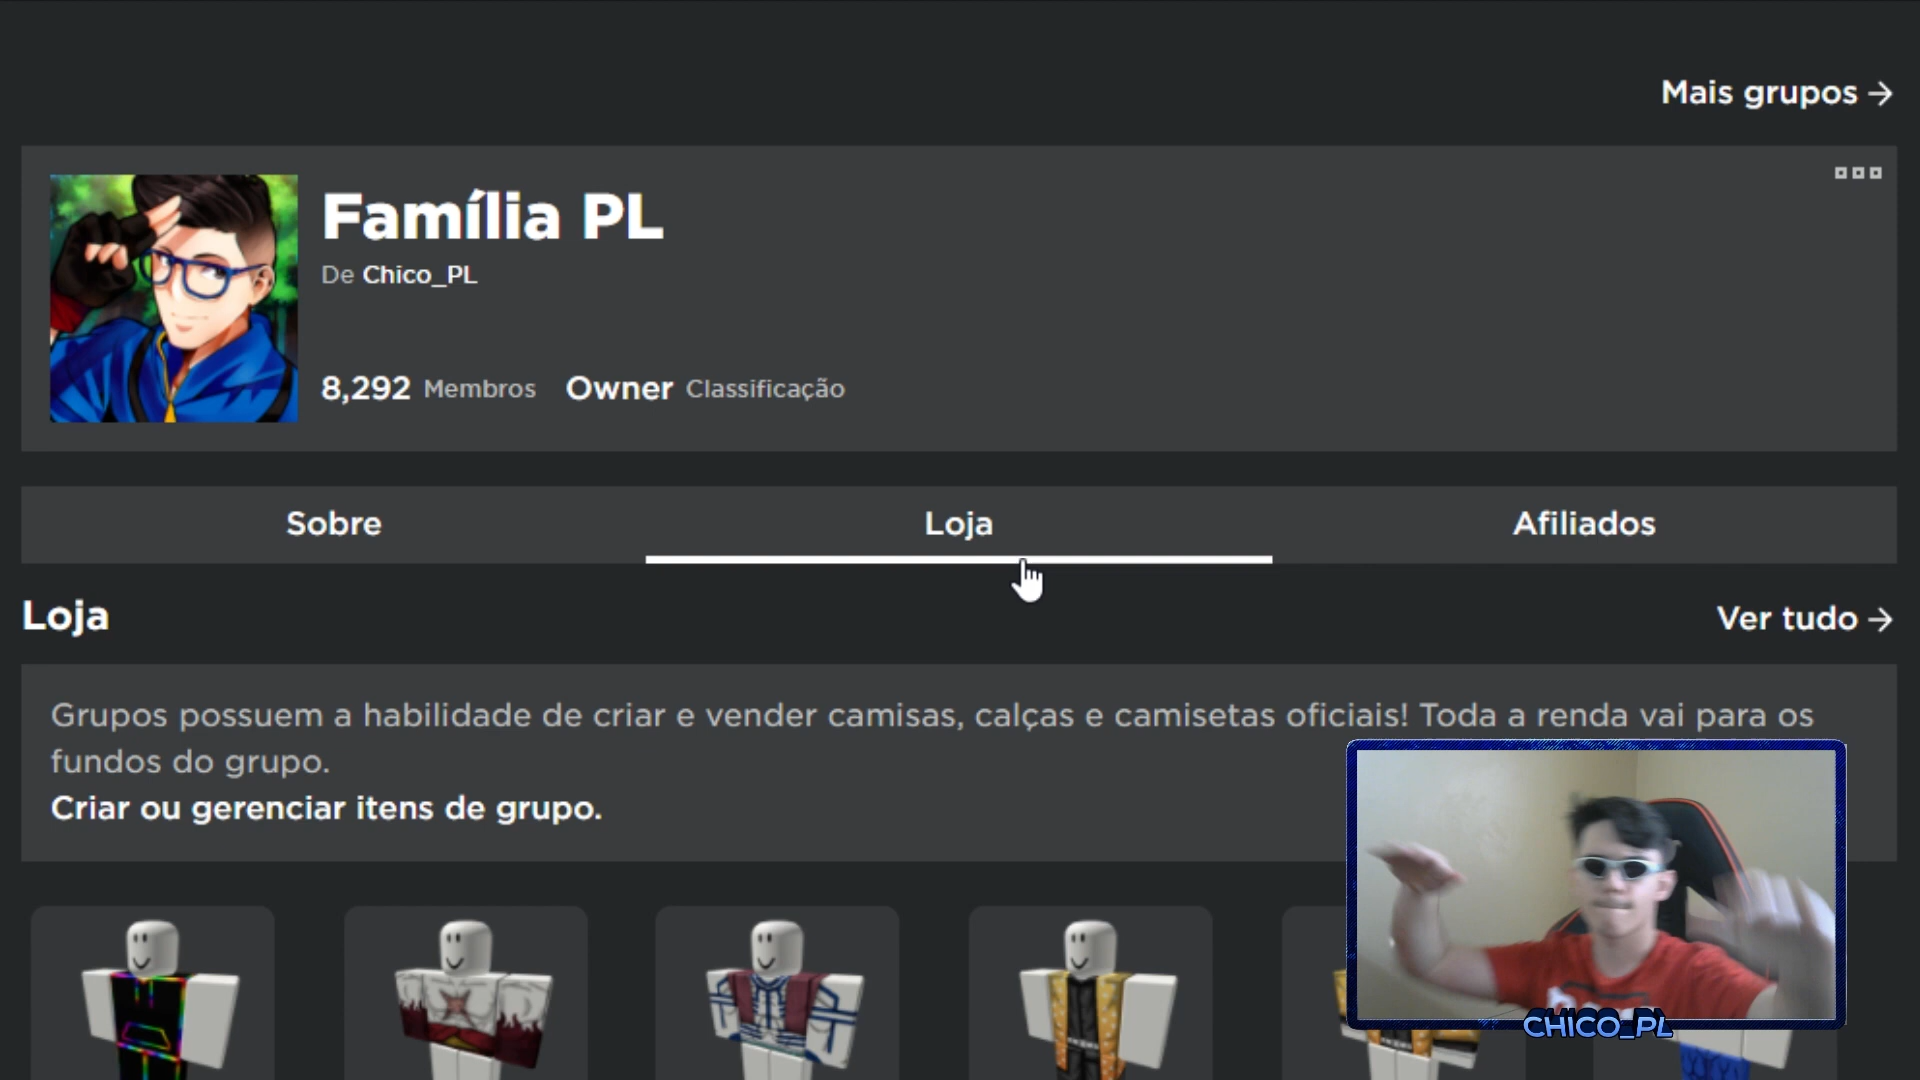 Mais grupos
Família PL
De Chico_PL
8,292 Membros Owner Classificação
Sobre Loja Afiliados
Loja
Ver tudo
Grupos possuem a habilidade de criar e vender camisas, calças e camisetas oficiais! Toda a renda vai para os
fundos do grupo.
Criar ou gerenciar itens de grupo.
CHICO_PL